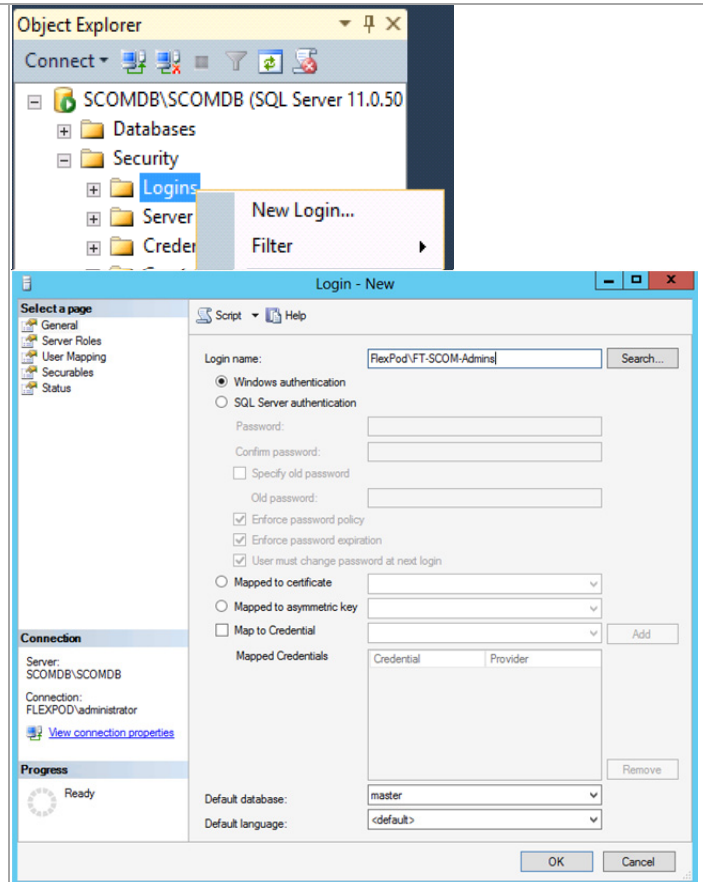 Object Explorer
Connect
SCOMDB\SCOMDB (SQL Server 11.0.50
Databases
Security
Logins
New Login...
Server
Filter
Login - New
Select a page
General
Server Roles
User Mapping
Securables
Status
Script Help
Login name: FlexPod\FT-SCOM-Admins Search...
Windows authentication
SQL Server authentication
Password:
Confirm password:
Specify old password
Old password:
Enforce password policy
Enforce password expiration
User must change password at next login
Mapped to certificate
Mapped to asymmetric key
Map to Credential Add
Mapped Credentials Credential Provider
Remove
Default database: master
Default language: <default>
Connection
Server:
SCOMDB\SCOMDB
Connection:
FLEXPOD\administrator
View connection properties
Progress
Ready
OK Cancel